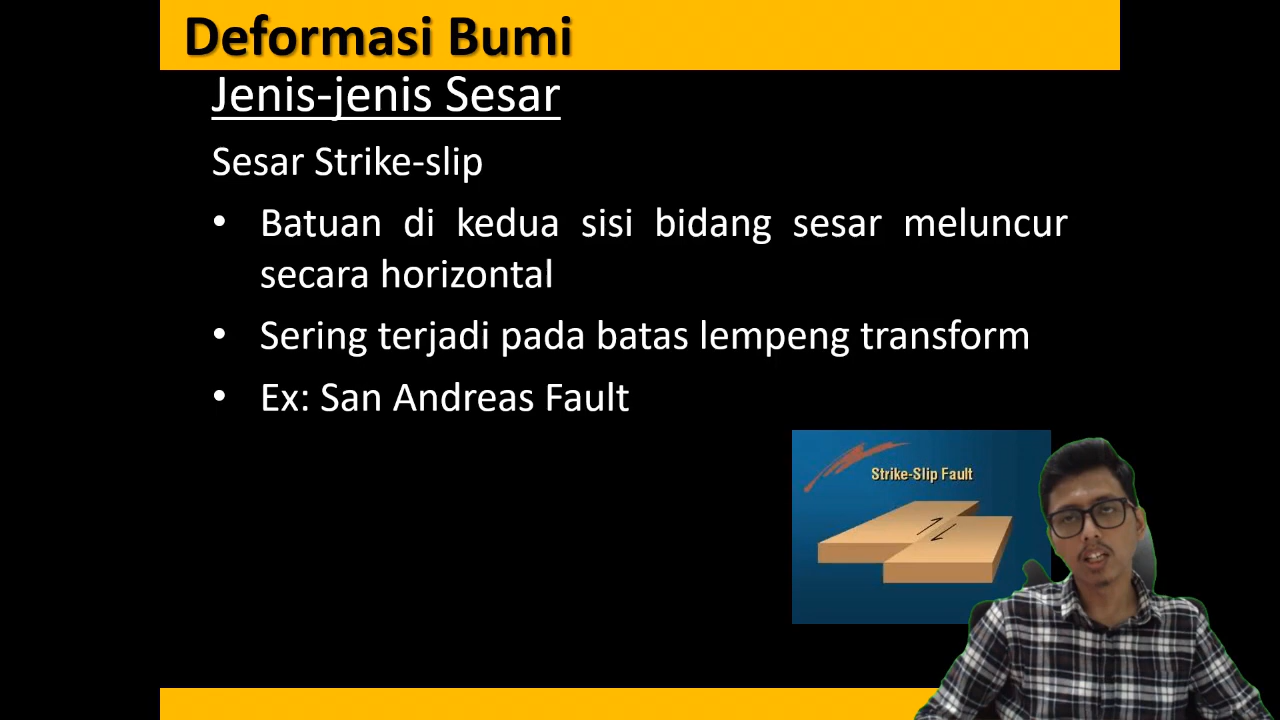 Deformasi Bumi
Jenis-jenis Sesar
Sesar Strike-slip
• Batuan di kedua sisi bidang sesar meluncur
secara horizontal
• Sering terjadi pada batas lempeng transform
• Ex: San Andreas Fault
Strike-Slip Fault